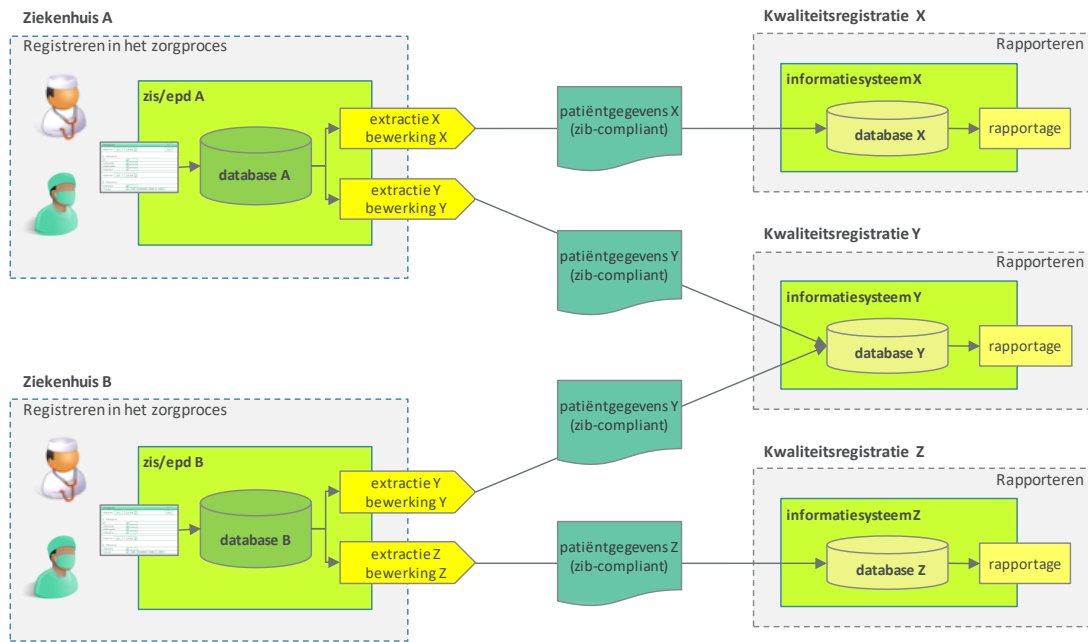 Ziekenhuis A
Registreren in het zorgproces
zis/epd A
database A
extractie X
bewerking X
extractie Y
bewerking Y
patiëntgegevens X
(zib-compliant)
patiëntgegevens Y
(zib-compliant)
Kwaliteitsregistratie X
Rapporteren
informatiesysteem X
database X
rapportage
Kwaliteitsregistratie Y
Rapporteren
informatiesysteem Y
database Y
rapportage
Ziekenhuis B
Registreren in het zorgproces
zis/epd B
database B
extractie Y
bewerking Y
extractie Z
bewerking Z
patiëntgegevens Y
(zib-compliant)
patiëntgegevens Z
(zib-compliant)
Kwaliteitsregistratie Z
Rapporteren
informatiesysteem Z
database Z
rapportage